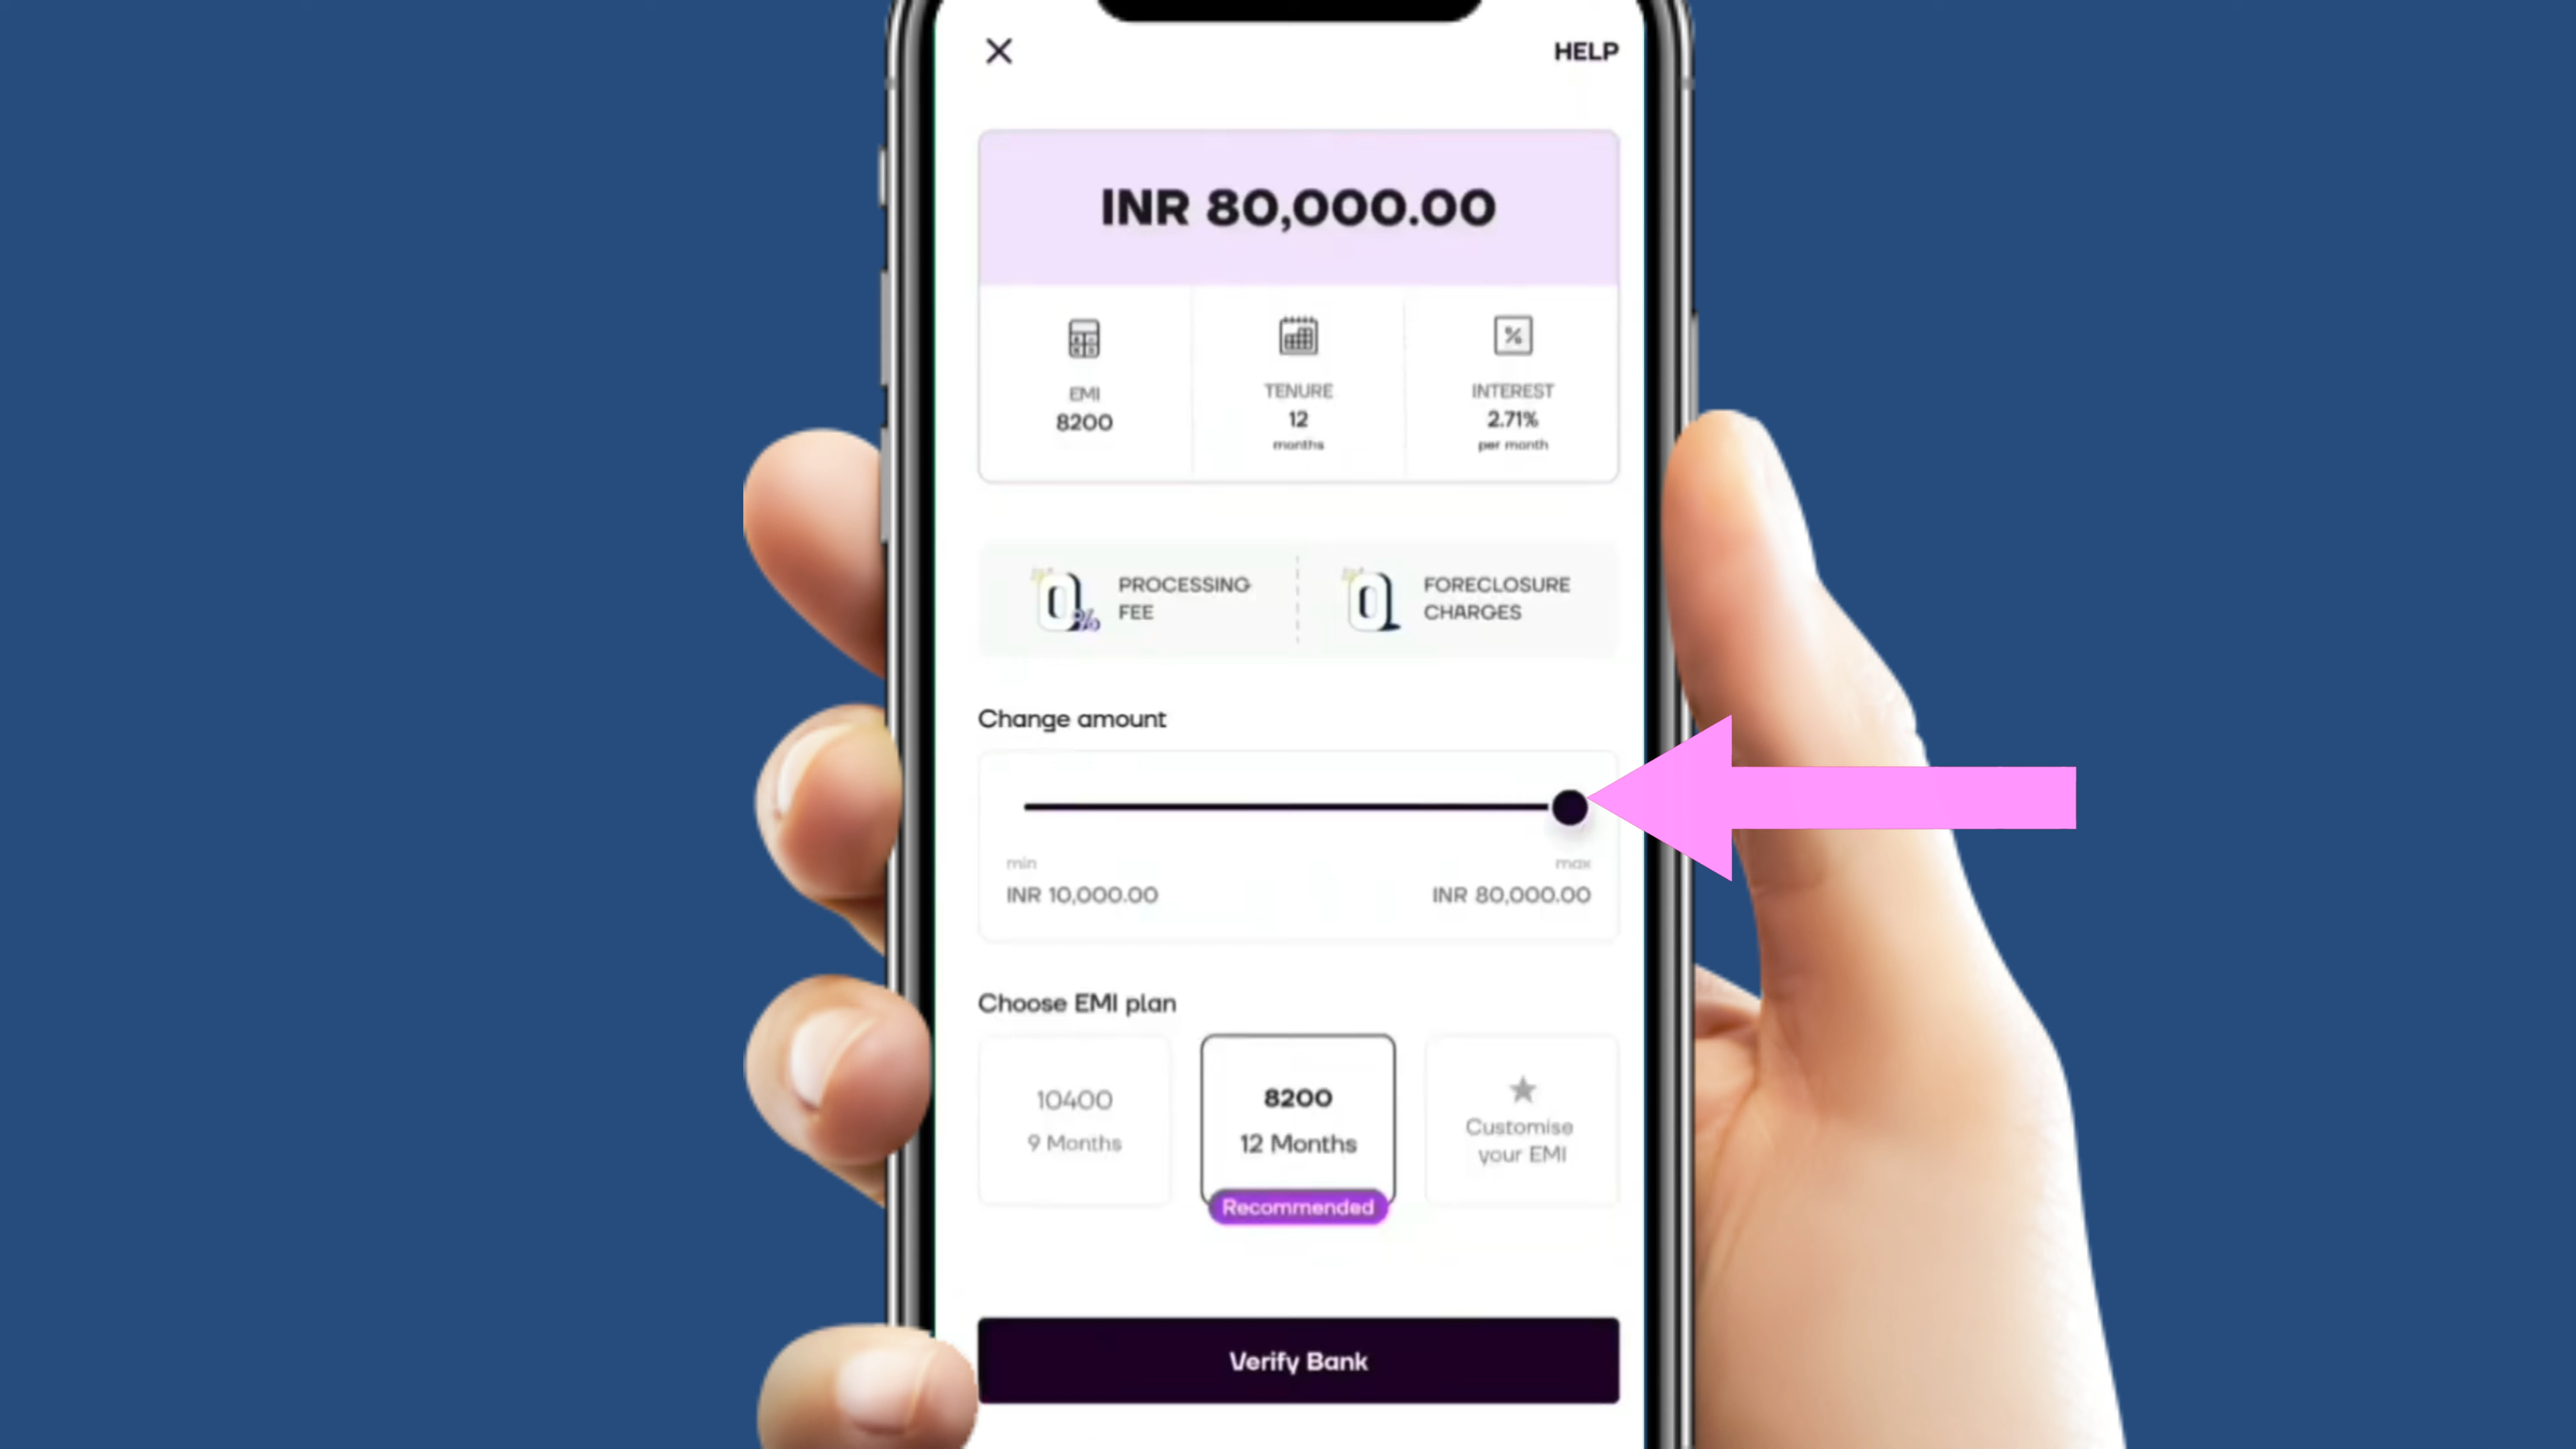 HELP
INR 80,000.00
EMI
8200
TENURE
12
months
INTEREST
2.71%
per month
0%
PROCESSING
FEE
0
FORECLOSURE
CHARGES
Change amount
min
INR 10,000.00
max
INR 80,000.00
Choose EMI plan
10400
9 Months
8200
12 Months
Recommended
Customise
your EMI
Verify Bank